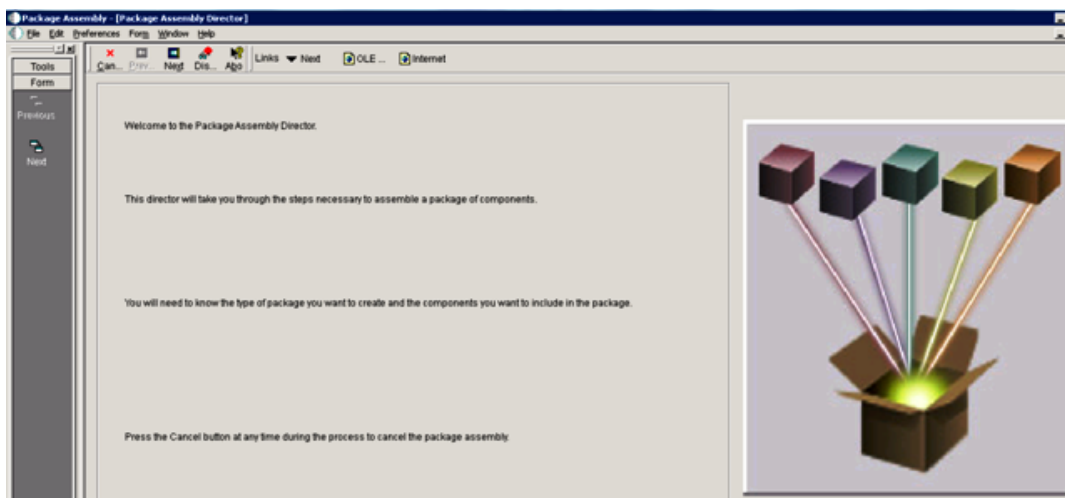 Package Assembly - [Package Assembly Director]
File Edit Preferences Form Window Help
Can... Prev... Next Dis... Abo Links Next OLE ... Internet
Tools
Form
Previous
Next
Welcome to the Package Assembly Director.
This director will take you through the steps necessary to assemble a package of components.
You will need to know the type of package you want to create and the components you want to include in the package.
Press the Cancel button at any time during the process to cancel the package assembly.